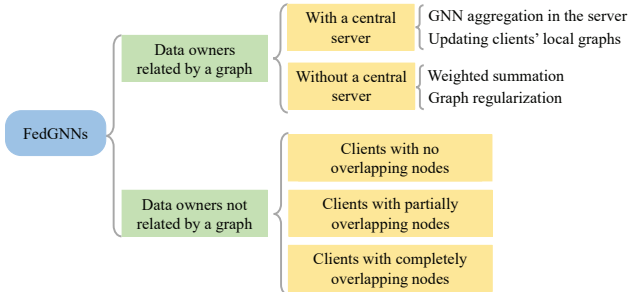 FedGNNs
Data owners
related by a graph
With a central
server
GNN aggregation in the server
Updating clients' local graphs
Without a central
server
Weighted summation
Graph regularization
Data owners not
related by a graph
Clients with no
overlapping nodes
Clients with partially
overlapping nodes
Clients with completely
overlapping nodes